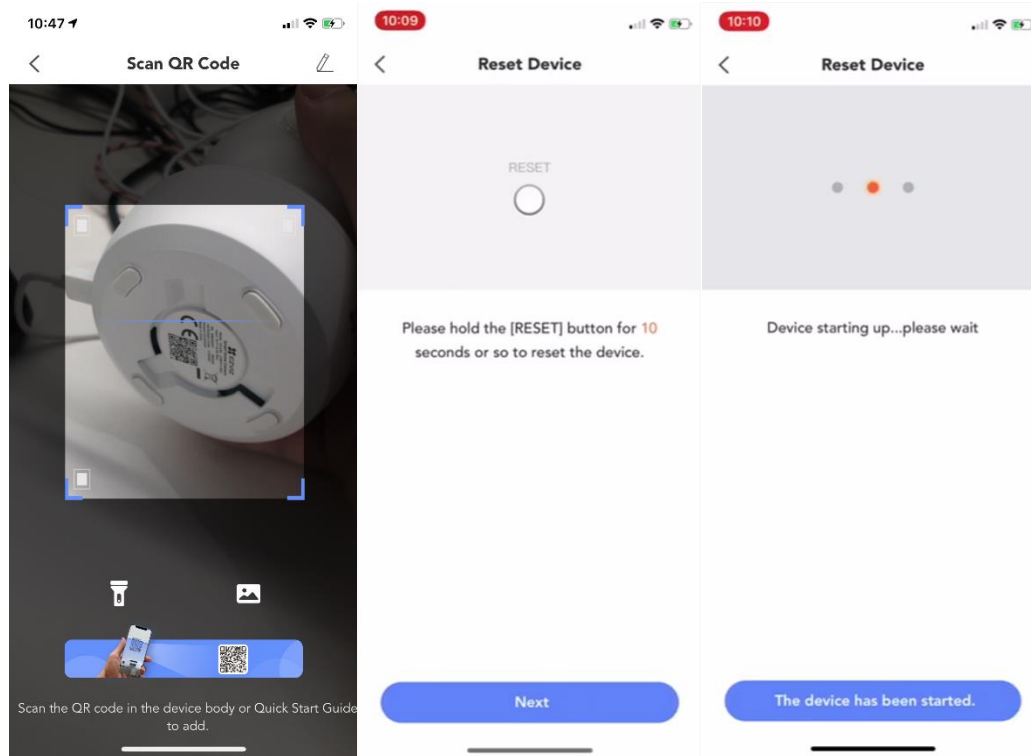 10:47
Scan QR Code
Scan the QR code in the device body or Quick Start Guide
to add.
10:09
Reset Device
RESET
Please hold the [RESET] button for 10
seconds or so to reset the device.
Next
10:10
Reset Device
Device starting up...please wait
The device has been started.